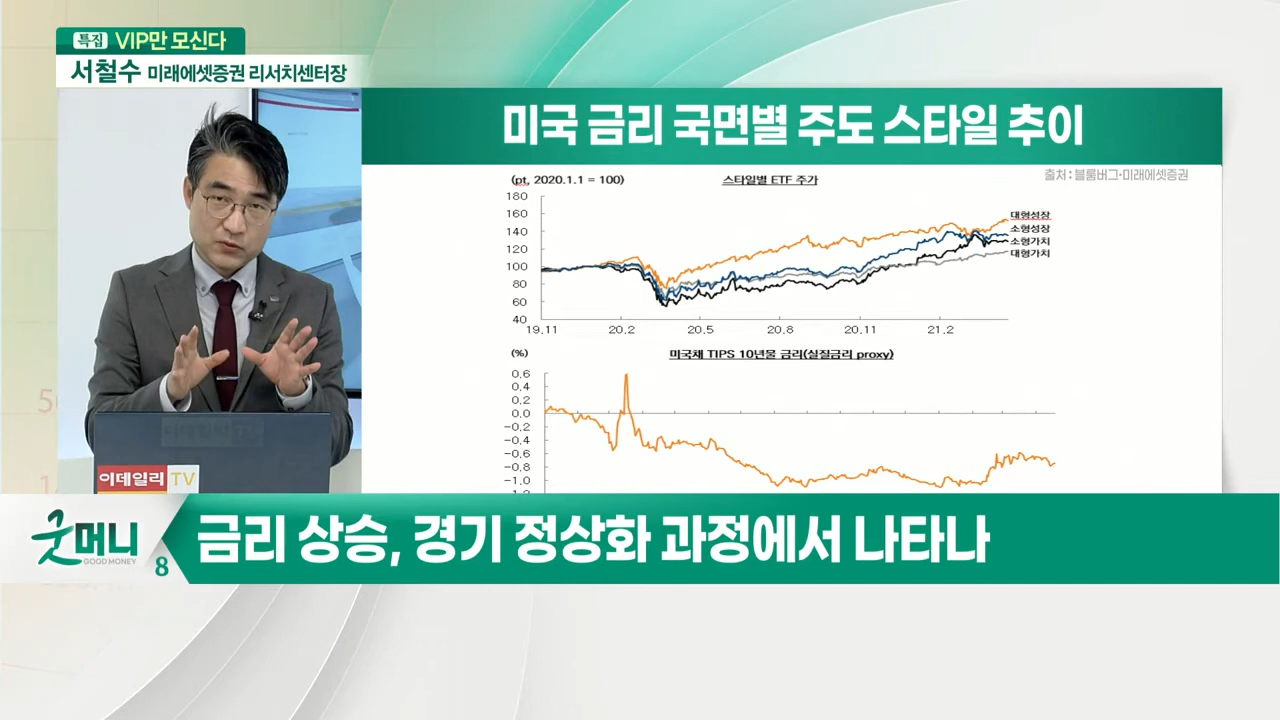 특집 VIP만 모신다
서철수 미래에셋증권 리서치센터장
미국 금리 국면별 주도 스타일 추이
출처 : 블룸버그·미래에셋증권
(pt, 2020.1.1 = 100)
스타일별 ETF 주가
180
160
140
120
100
80
60
40
대형성장
소형성장
소형가치
대형가치
19.11 20.2 20.5 20.8 20.11 21.2
(%)
미국채 TIPS 10년물 금리(실질금리 proxy)
0.6
0.4
0.2
0.0
-0.2
-0.4
-0.6
-0.8
-1.0
이데일리 TV
굿머니
GOOD MONEY
8
금리 상승, 경기 정상화 과정에서 나타나